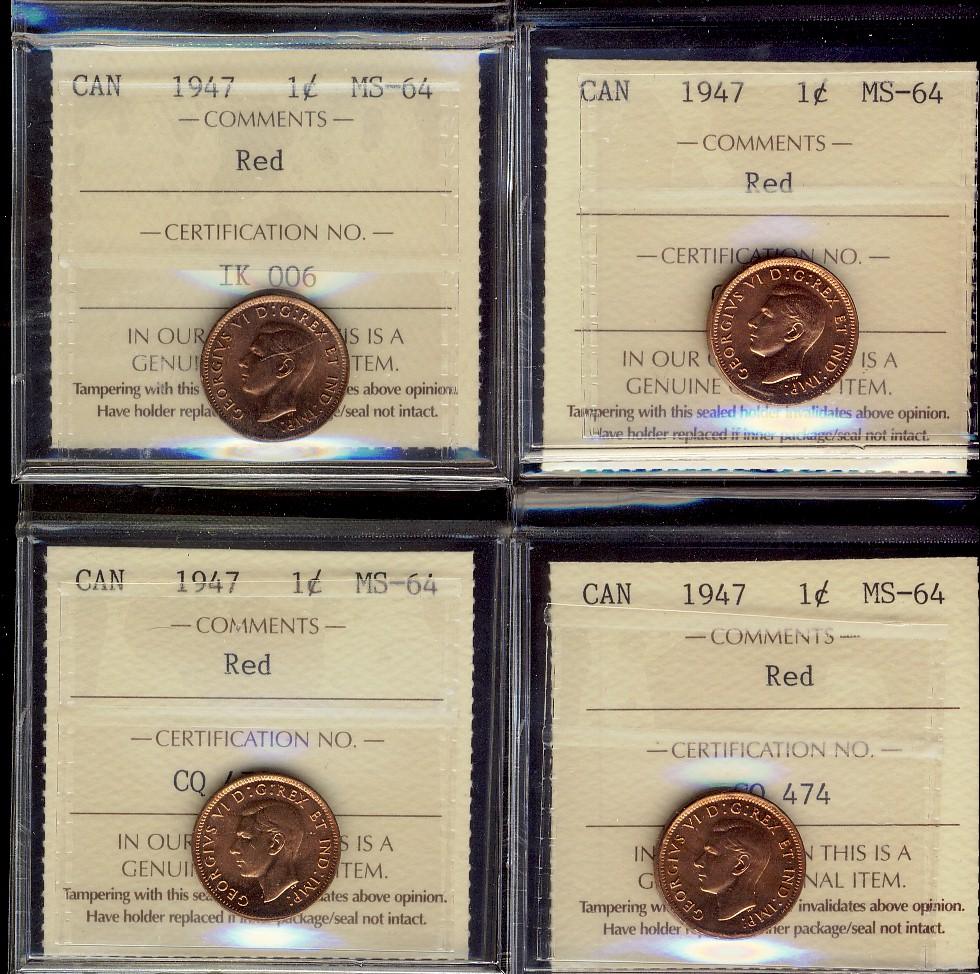 CAN 1947 1¢ MS-64
— COMMENTS —
Red
— CERTIFICATION NO. —
IK 006
IN OUR IS IS A
GENUI TEM.
Tampering with this es above opinion.
Have holder repla e/seal not intact.
GEORGIVS VI D:G:REX ET IND:IMP:
CAN 1947 1¢ MS-64
— COMMENTS —
Red
— CERTIFICATION NO. —
IN OUR IS A
GENUINE ITEM.
Tampering with this sealed holder invalidates above opinion.
Have holder replaced if inner package/seal not intact.
GEORGIVS VI D:G:REX ET IND:IMP:
CAN 1947 1¢ MS-64
— COMMENTS —
Red
— CERTIFICATION NO. —
CQ
IN OUR S IS A
GENUI TEM.
Tampering with this sea ates above opinion.
Have holder replaced if package/seal not intact.
GEORGIVS VI D:G:REX ET IND:IMP:
CAN 1947 1¢ MS-64
— COMMENTS —
Red
— CERTIFICATION NO. —
474
IN N THIS IS A
G NAL ITEM.
Tampering wi invalidates above opinion.
Have holder inner package/seal not intact.
GEORGIVS VI D:G:REX ET IND:IMP: